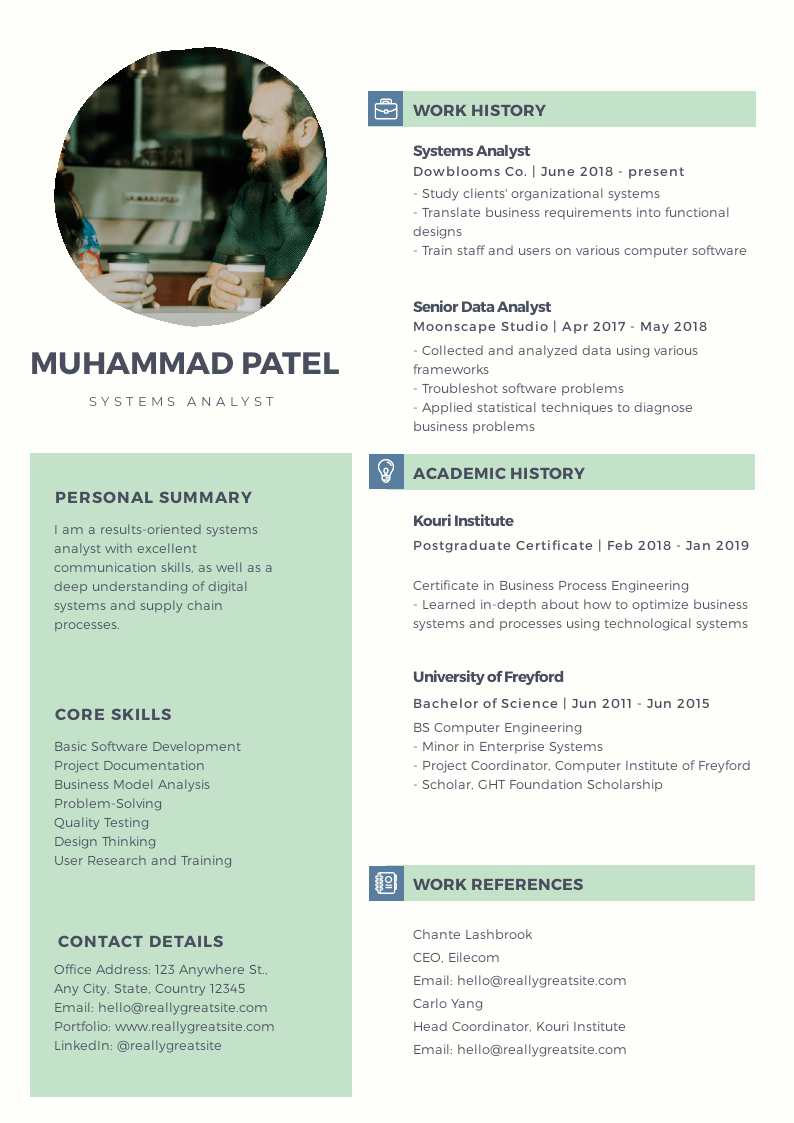 MUHAMMAD PATEL
SYSTEMS ANALYST
PERSONAL SUMMARY
I am a results-oriented systems
analyst with excellent
communication skills, as well as a
deep understanding of digital
systems and supply chain
processes.
CORE SKILLS
Basic Software Development
Project Documentation
Business Model Analysis
Problem-Solving
Quality Testing
Design Thinking
User Research and Training
CONTACT DETAILS
Office Address: 123 Anywhere St.,
Any City, State, Country 12345
Email: hello@reallygreatsite.com
Portfolio: www.reallygreatsite.com
LinkedIn: @reallygreatsite
WORK HISTORY
Systems Analyst
Dowblooms Co. | June 2018 - present
- Study clients' organizational systems
- Translate business requirements into functional
designs
- Train staff and users on various computer software
Senior Data Analyst
Moonscape Studio | Apr 2017 - May 2018
- Collected and analyzed data using various
frameworks
- Troubleshot software problems
- Applied statistical techniques to diagnose
business problems
ACADEMIC HISTORY
Kouri Institute
Postgraduate Certificate | Feb 2018 - Jan 2019
Certificate in Business Process Engineering
- Learned in-depth about how to optimize business
systems and processes using technological systems
University of Freyford
Bachelor of Science | Jun 2011 - Jun 2015
BS Computer Engineering
- Minor in Enterprise Systems
- Project Coordinator, Computer Institute of Freyford
- Scholar, GHT Foundation Scholarship
WORK REFERENCES
Chante Lashbrook
CEO, Eilecom
Email: hello@reallygreatsite.com
Carlo Yang
Head Coordinator, Kouri Institute
Email: hello@reallygreatsite.com